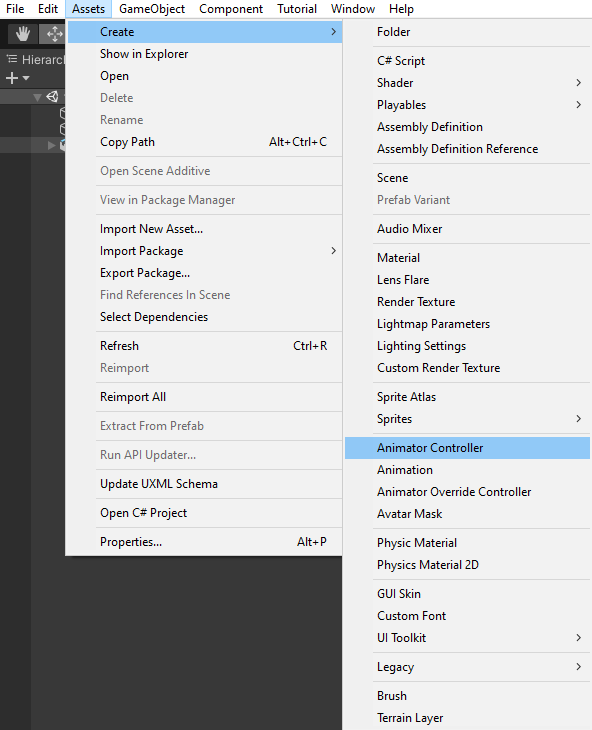 File Edit Assets GameObject Component Tutorial Window Help
Hierarch
Create
Show in Explorer
Open
Delete
Rename
Copy Path Alt+Ctrl+C
Open Scene Additive
View in Package Manager
Import New Asset...
Import Package
Export Package...
Find References In Scene
Select Dependencies
Refresh Ctrl+R
Reimport
Reimport All
Extract From Prefab
Run API Updater...
Update UXML Schema
Open C# Project
Properties... Alt+P
Folder
C# Script
Shader
Playables
Assembly Definition
Assembly Definition Reference
Scene
Prefab Variant
Audio Mixer
Material
Lens Flare
Render Texture
Lightmap Parameters
Lighting Settings
Custom Render Texture
Sprite Atlas
Sprites
Animator Controller
Animation
Animator Override Controller
Avatar Mask
Physic Material
Physics Material 2D
GUI Skin
Custom Font
UI Toolkit
Legacy
Brush
Terrain Layer